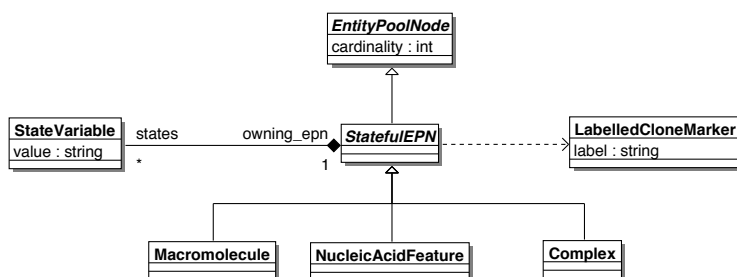 EntityPoolNode
cardinality : int
StateVariable
value : string
states
*
owning_epn
1
StatefulEPN
LabelledCloneMarker
label : string
Macromolecule
NucleicAcidFeature
Complex